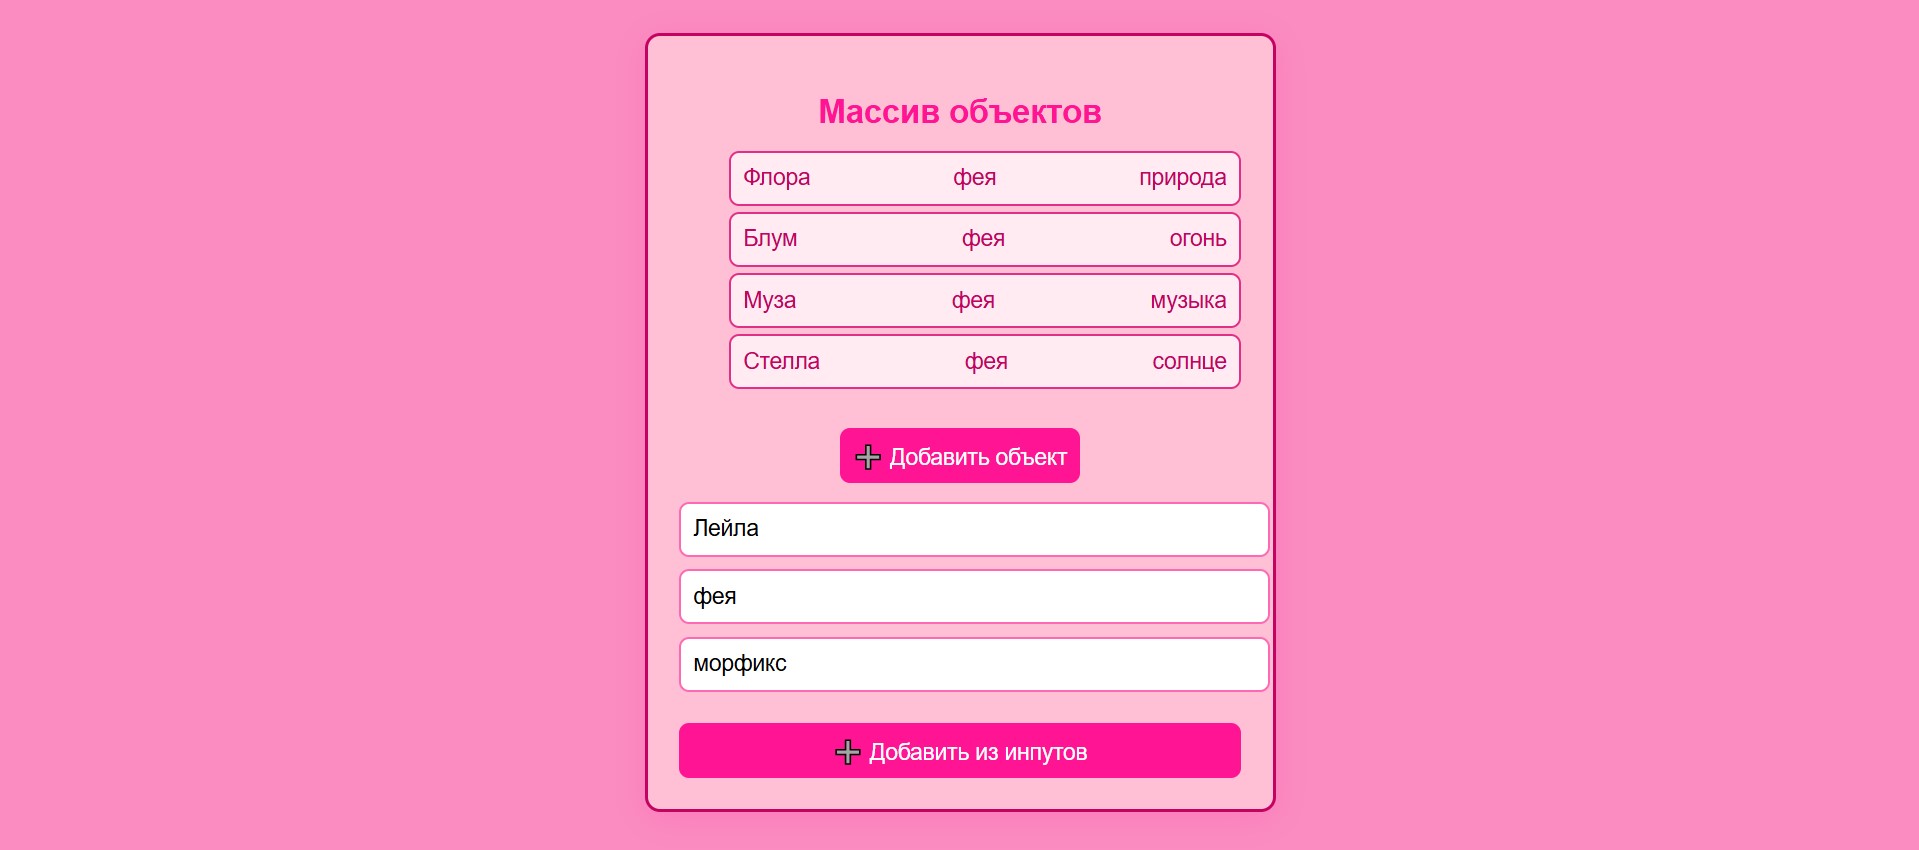 Массив объектов
Флора фея природа
Блум фея огонь
Муза фея музыка
Стелла фея солнце
➕ Добавить объект
Лейла
фея
морфикс
➕ Добавить из инпутов